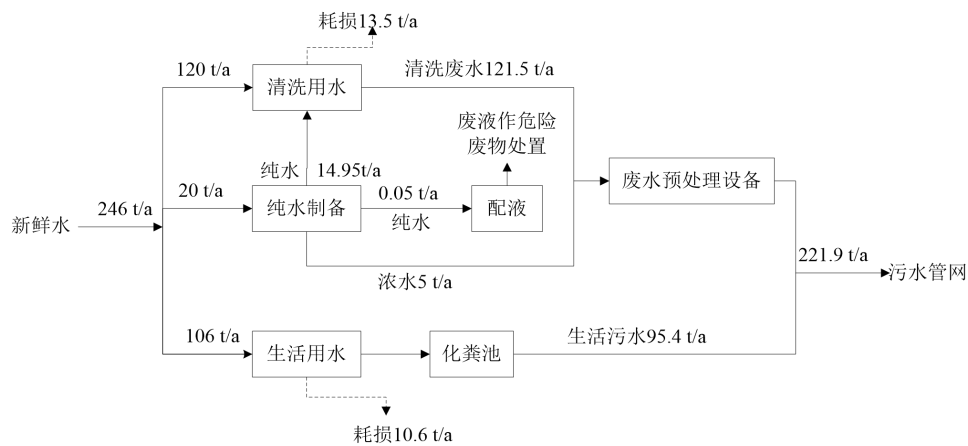 耗损13.5 t/a
120 t/a
清洗用水
清洗废水121.5 t/a
废液作危险
废物处置
纯水
14.95t/a
20 t/a
纯水制备
0.05 t/a
纯水
配液
废水预处理设备
新鲜水
246 t/a
浓水5 t/a
221.9 t/a
污水管网
106 t/a
生活用水
化粪池
生活污水95.4 t/a
耗损10.6 t/a